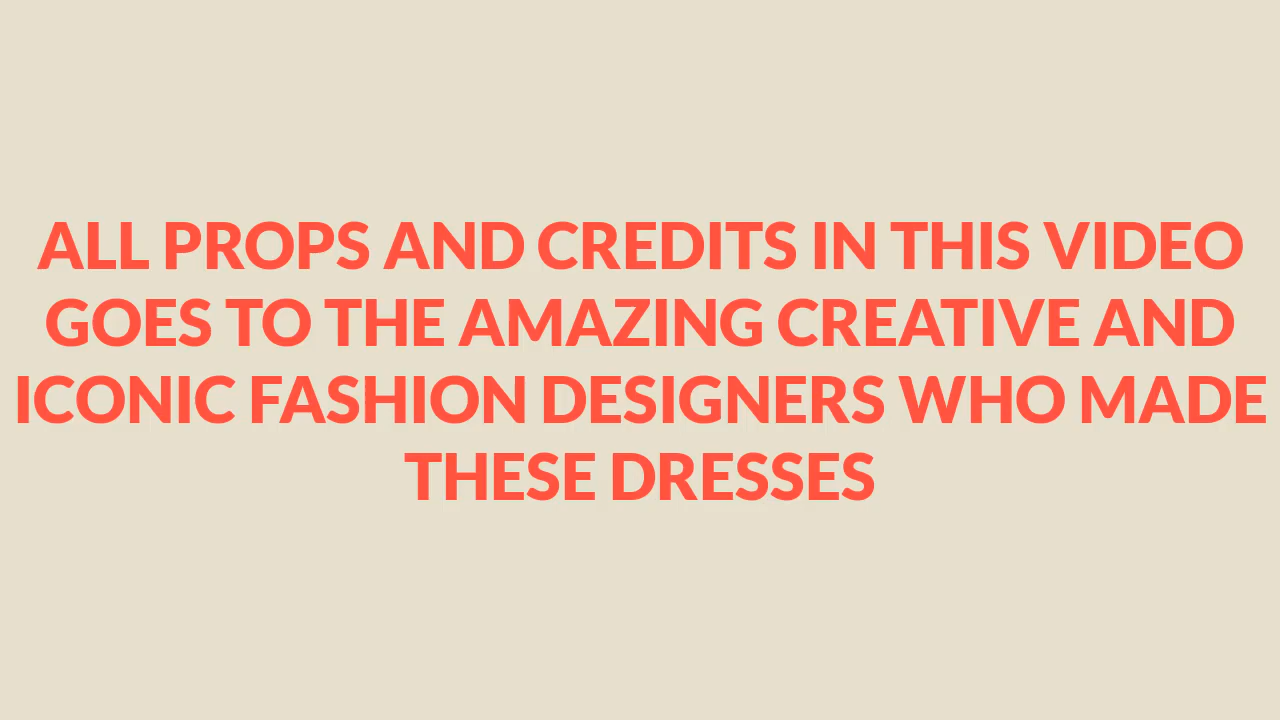 ALL PROPS AND CREDITS IN THIS VIDEO
GOES TO THE AMAZING CREATIVE AND
ICONIC FASHION DESIGNERS WHO MADE
THESE DRESSES